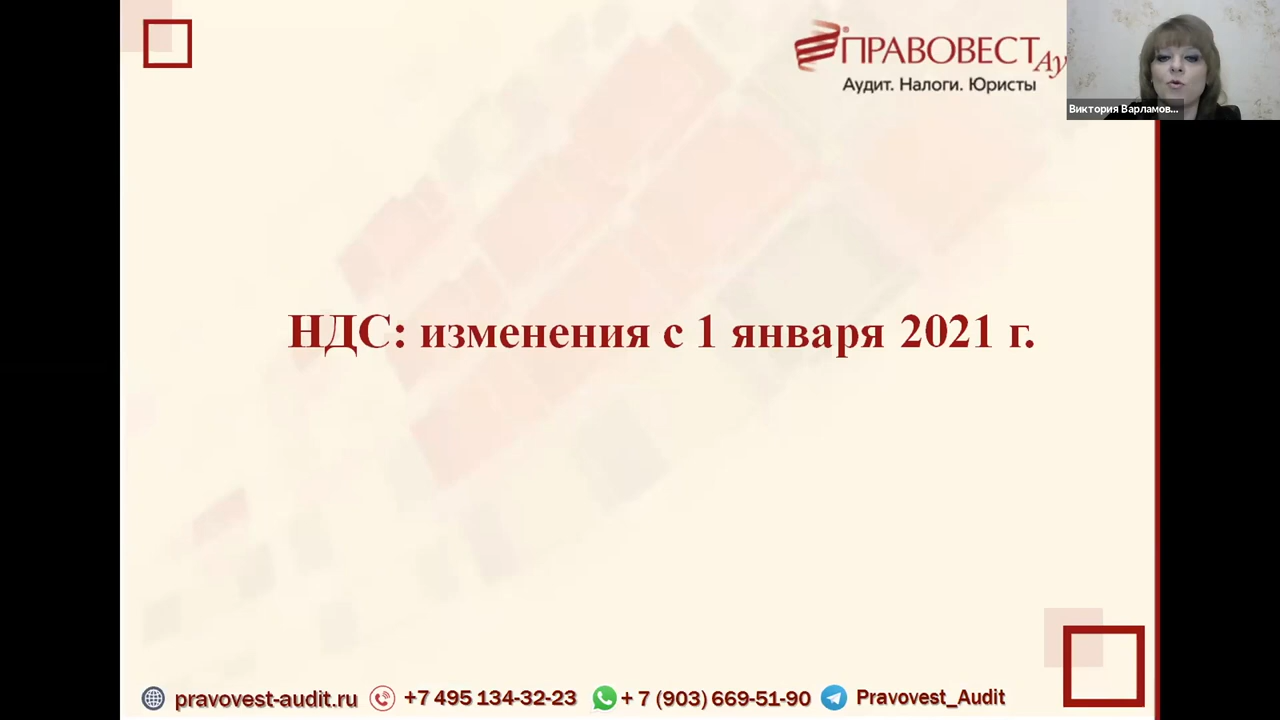 ПРАВОВЕСТ Ау
Аудит. Налоги. Юристы
Виктория Варламов...
НДС: изменения с 1 января 2021 г.
pravovest-audit.ru +7 495 134-32-23 + 7 (903) 669-51-90 Pravovest_Audit